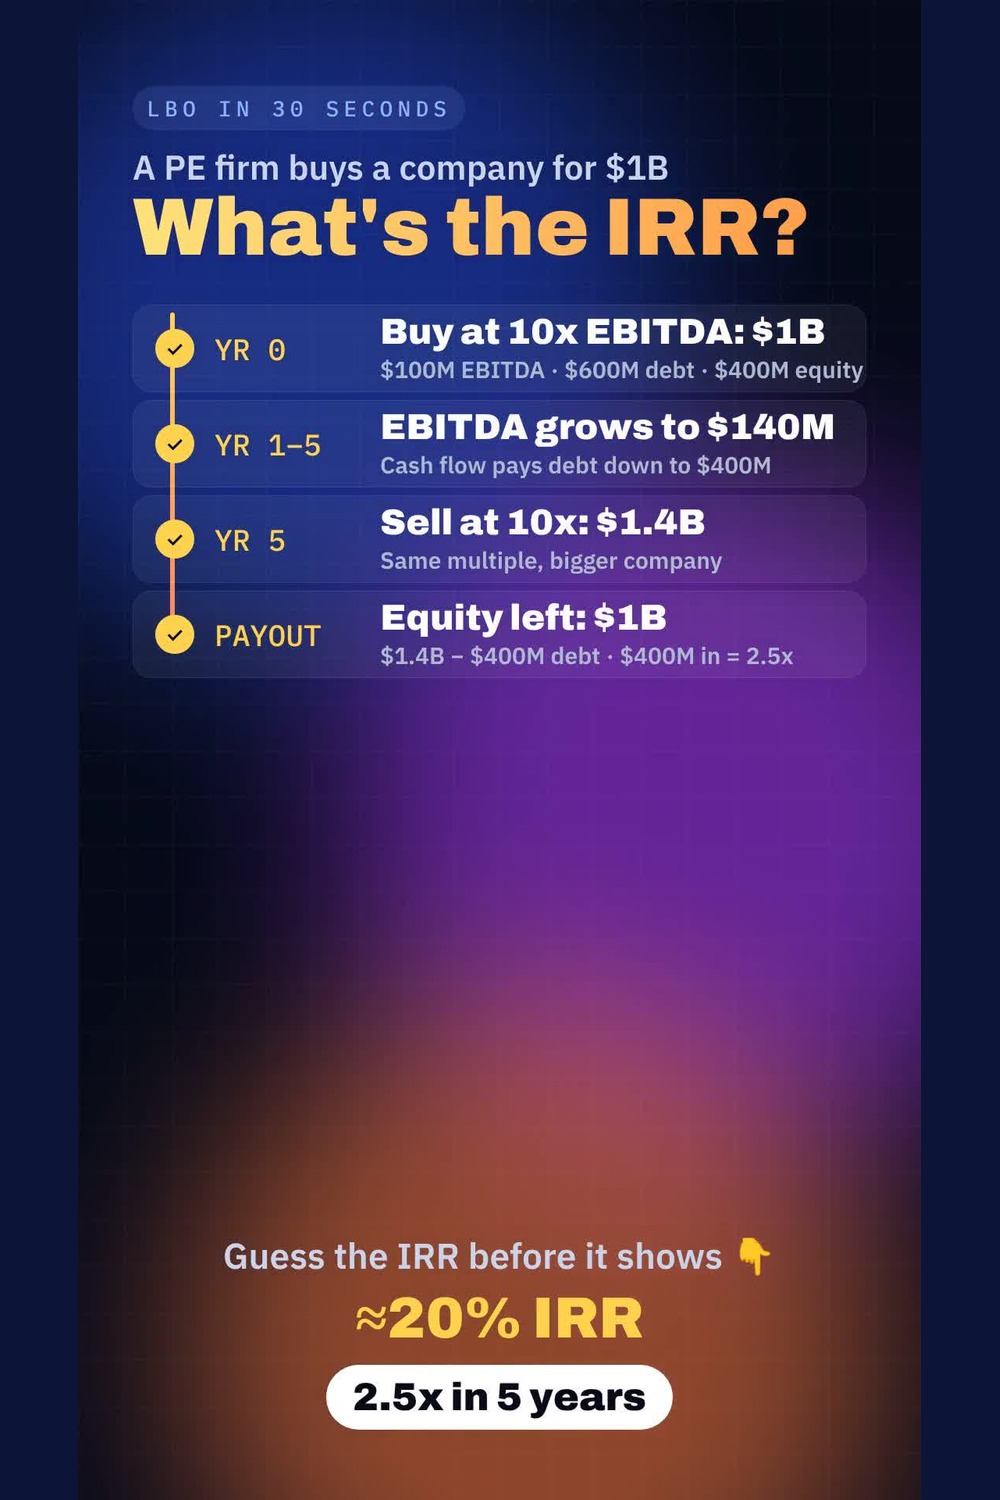 LBO IN 30 SECONDS
A PE firm buys a company for $1B
What's the IRR?
YR 0
Buy at 10x EBITDA: $1B
$100M EBITDA · $600M debt · $400M equity
YR 1–5
EBITDA grows to $140M
Cash flow pays debt down to $400M
YR 5
Sell at 10x: $1.4B
Same multiple, bigger company
PAYOUT
Equity left: $1B
$1.4B – $400M debt · $400M in = 2.5x
Guess the IRR before it shows 👇
≈20% IRR
2.5x in 5 years